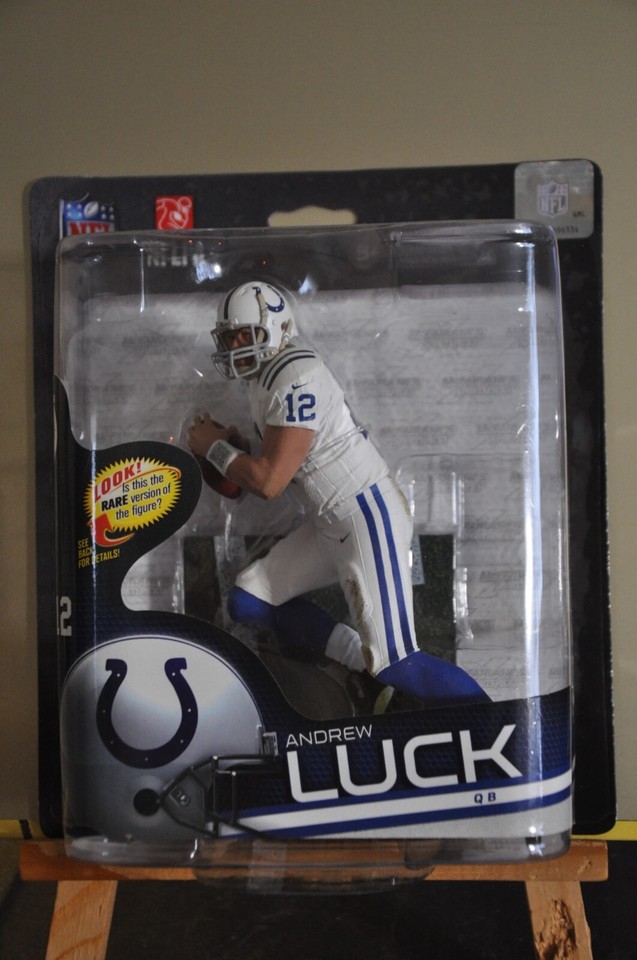 NFL
NFL
12
LOOK!
Is this the
RARE version of
the figure?
SEE
BACK
FOR DETAILS!
12
ANDREW
LUCK
QB